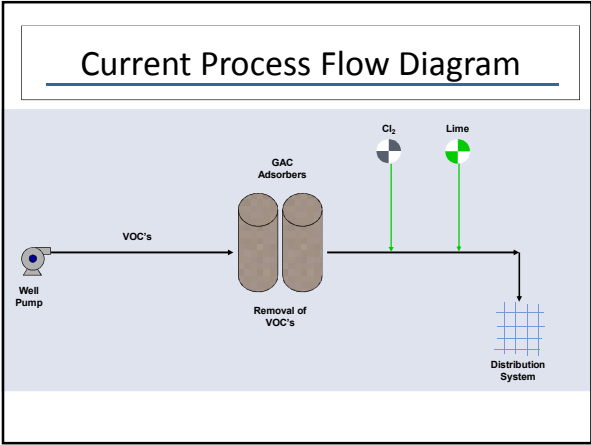 Current Process Flow Diagram
Cl₂
Lime
GAC
Adsorbers
VOC's
Well
Pump
Removal of
VOC's
Distribution
System